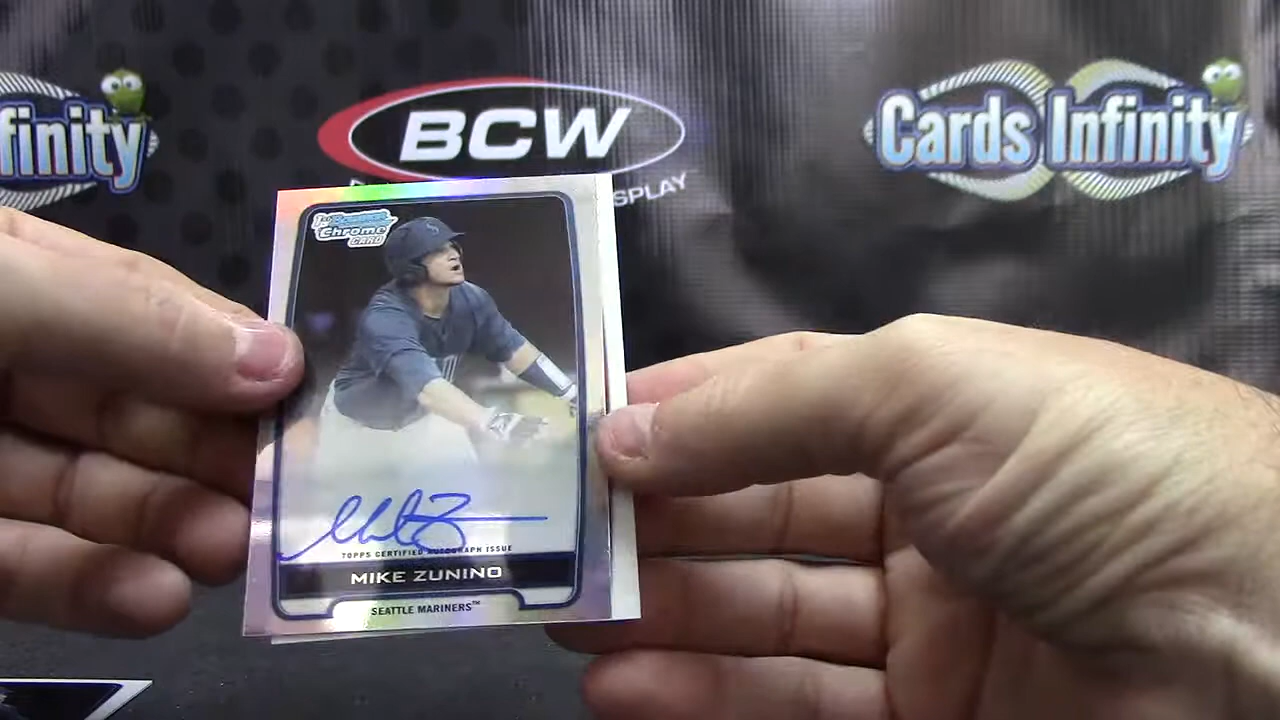 finity
BCW
SPLAY
Cards Infinity
1st Bowman
Chrome
CARD
TOPPS CERTIFIED AUTOGRAPH ISSUE
MIKE ZUNINO
SEATTLE MARINERS™